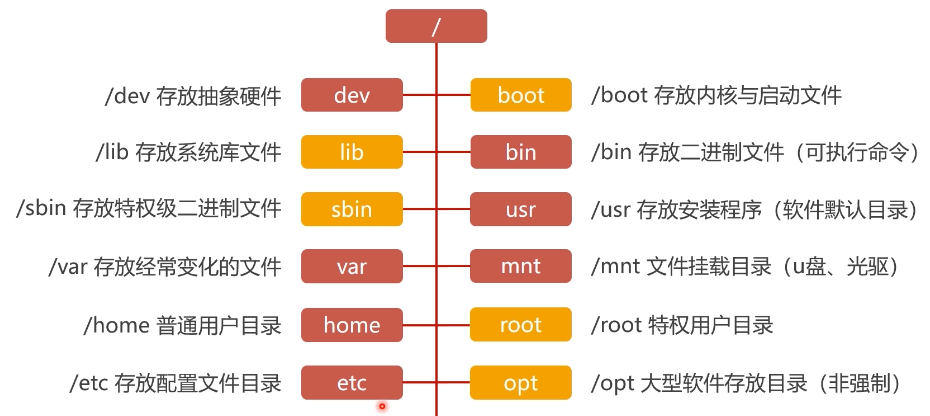 /
/dev 存放抽象硬件 dev boot /boot 存放内核与启动文件
/lib 存放系统库文件 lib bin /bin 存放二进制文件（可执行命令）
/sbin 存放特权级二进制文件 sbin usr /usr 存放安装程序（软件默认目录）
/var 存放经常变化的文件 var mnt /mnt 文件挂载目录（u盘、光驱）
/home 普通用户目录 home root /root 特权用户目录
/etc 存放配置文件目录 etc opt /opt 大型软件存放目录（非强制）